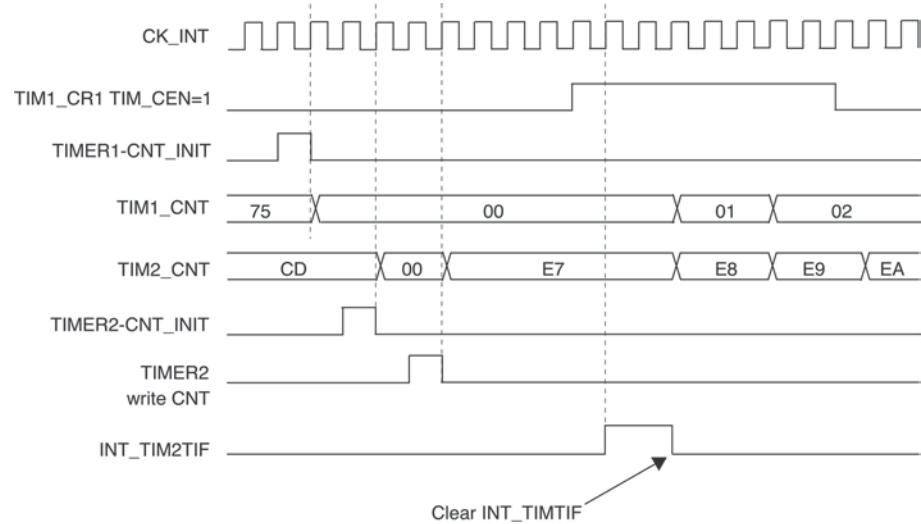 CK_INT
TIM1_CR1 TIM_CEN=1
TIMER1-CNT_INIT
TIM1_CNT
75
00
01
02
TIM2_CNT
CD
00
E7
E8
E9
EA
TIMER2-CNT_INIT
TIMER2
write CNT
INT_TIM2TIF
Clear INT_TIMTIF